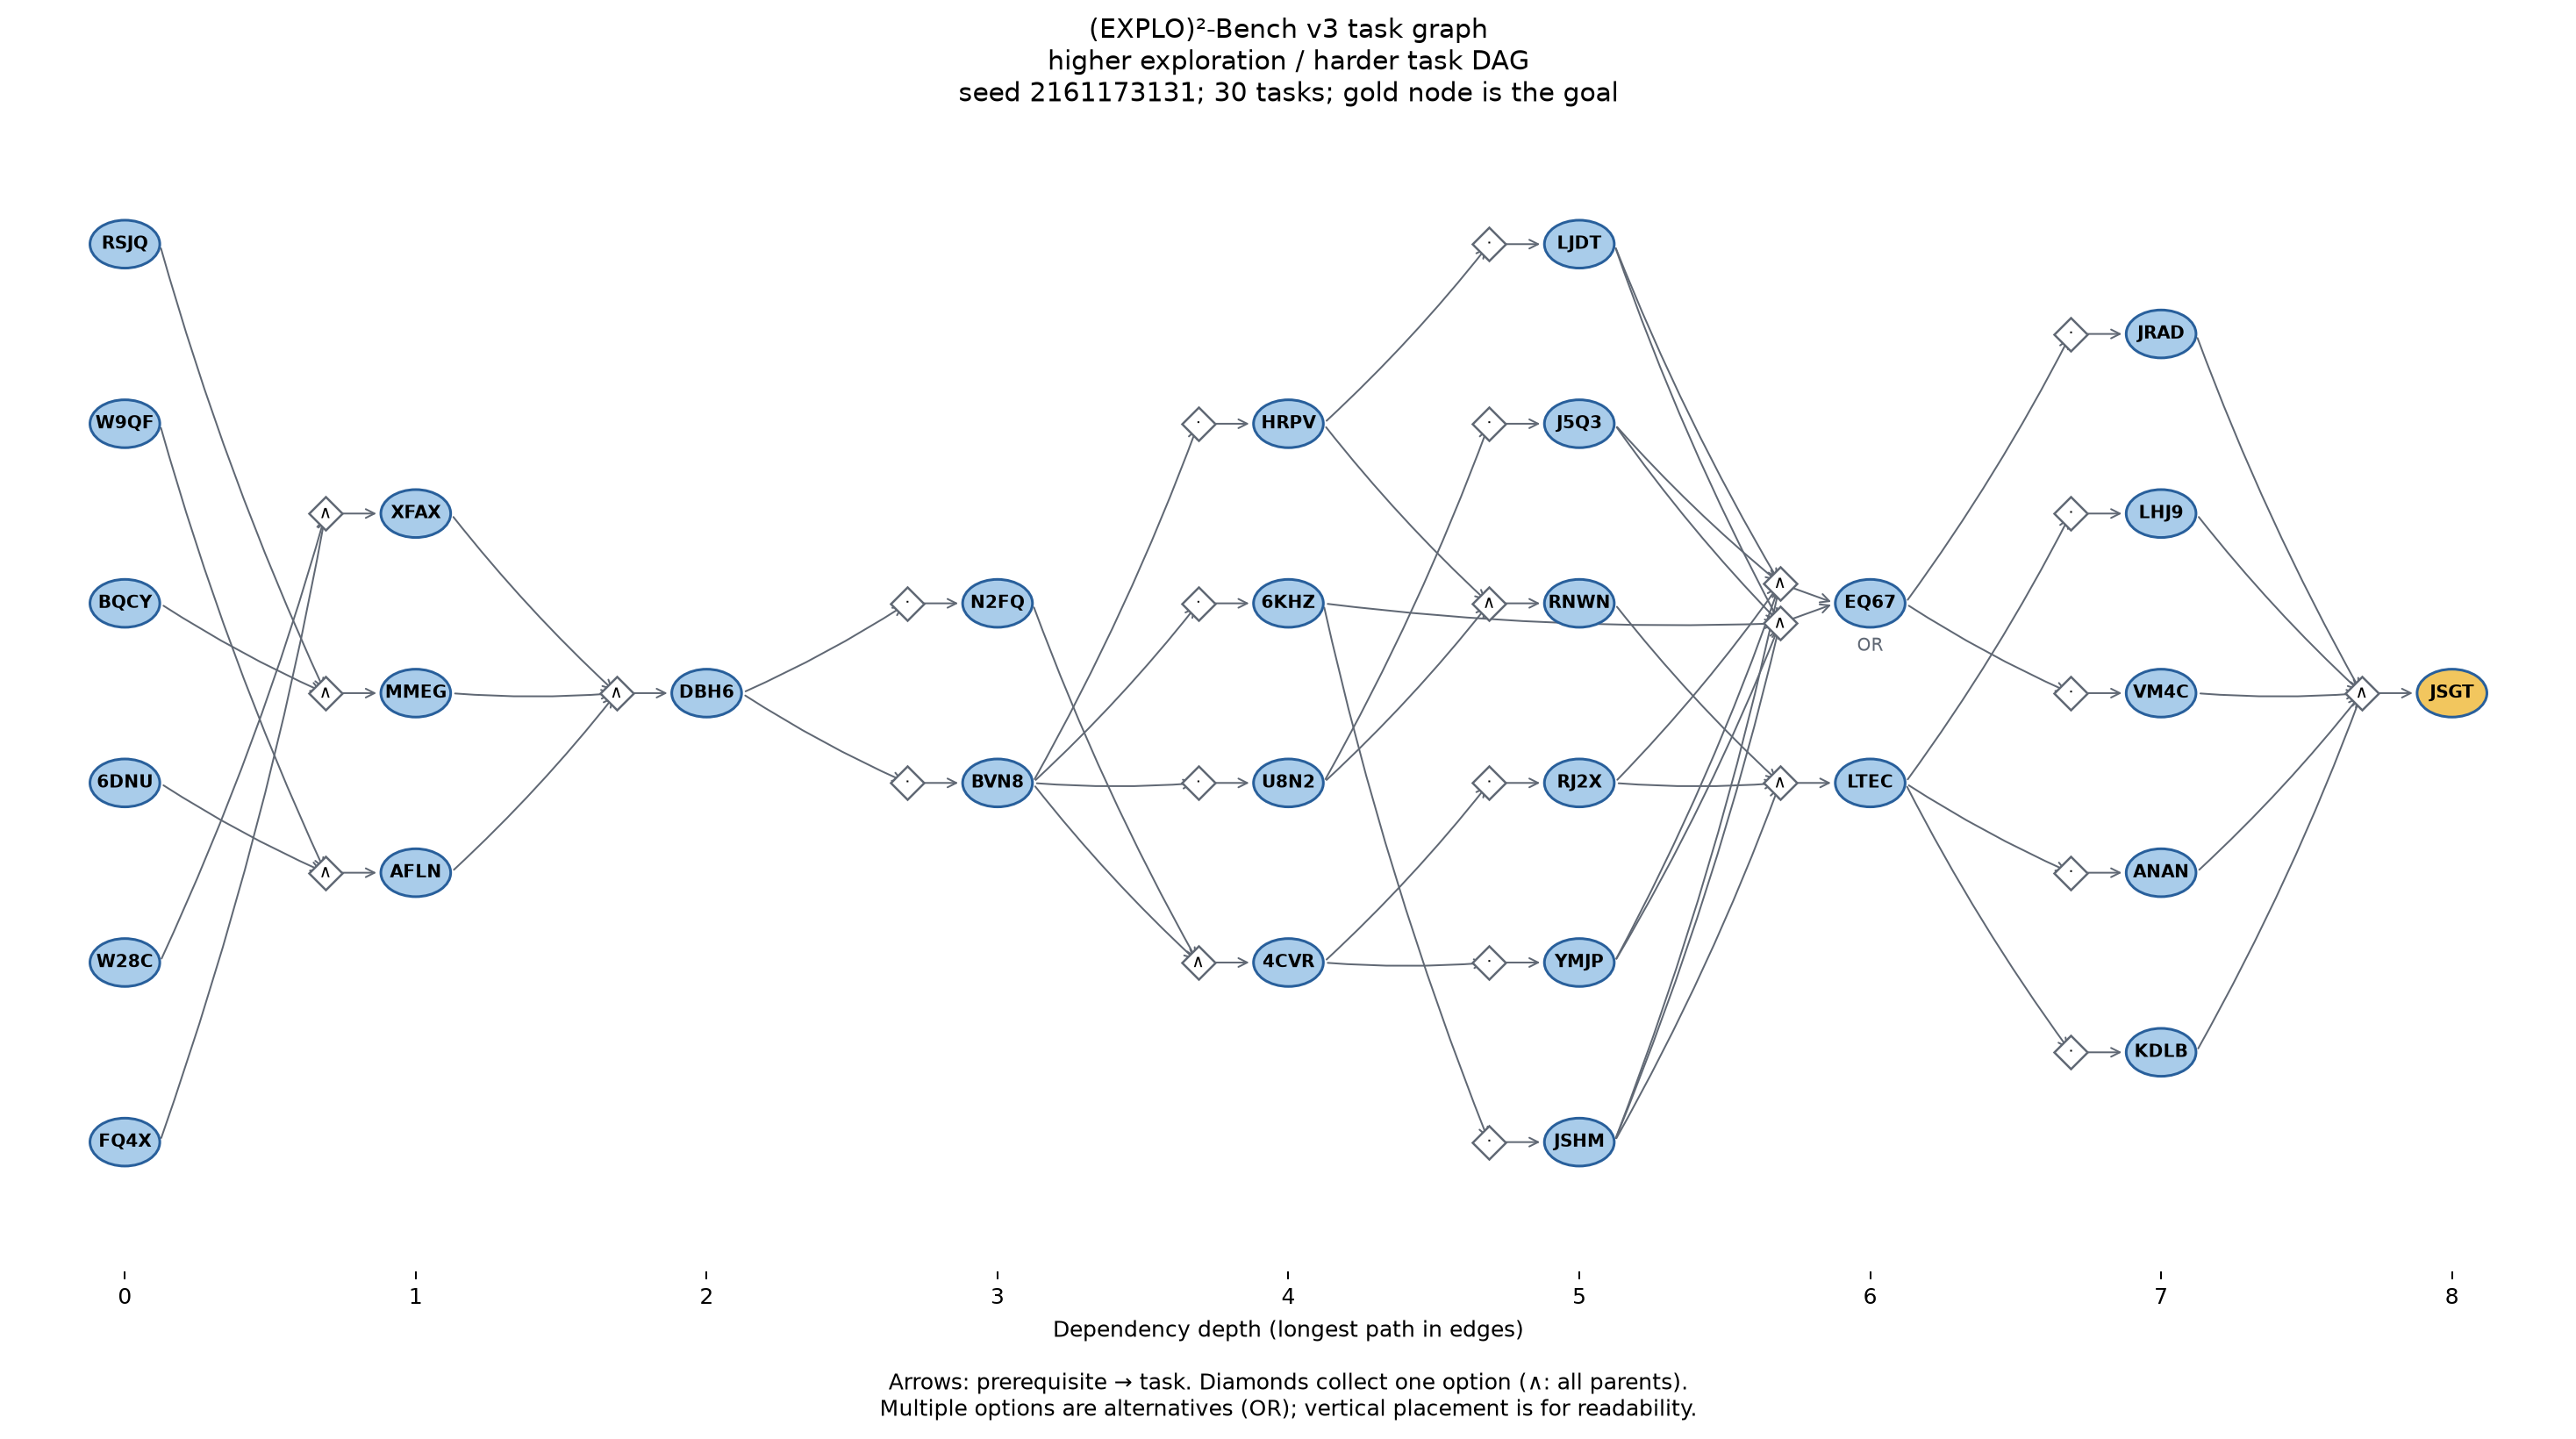 (EXPLO)²-Bench v3 task graph
higher exploration / harder task DAG
seed 2161173131; 30 tasks; gold node is the goal
RSJQ
W9QF
BQCY
6DNU
W28C
FQ4X
∧
∧
∧
XFAX
MMEG
AFLN
∧
DBH6
·
·
N2FQ
BVN8
·
·
·
∧
HRPV
6KHZ
U8N2
4CVR
·
·
∧
·
·
·
LJDT
J5Q3
RNWN
RJ2X
YMJP
JSHM
∧
∧
∧
EQ67
OR
LTEC
·
·
·
·
·
JRAD
LHJ9
VM4C
ANAN
KDLB
∧
JSGT
0 1 2 3 4 5 6 7 8
Dependency depth (longest path in edges)
Arrows: prerequisite → task. Diamonds collect one option (∧: all parents).
Multiple options are alternatives (OR); vertical placement is for readability.